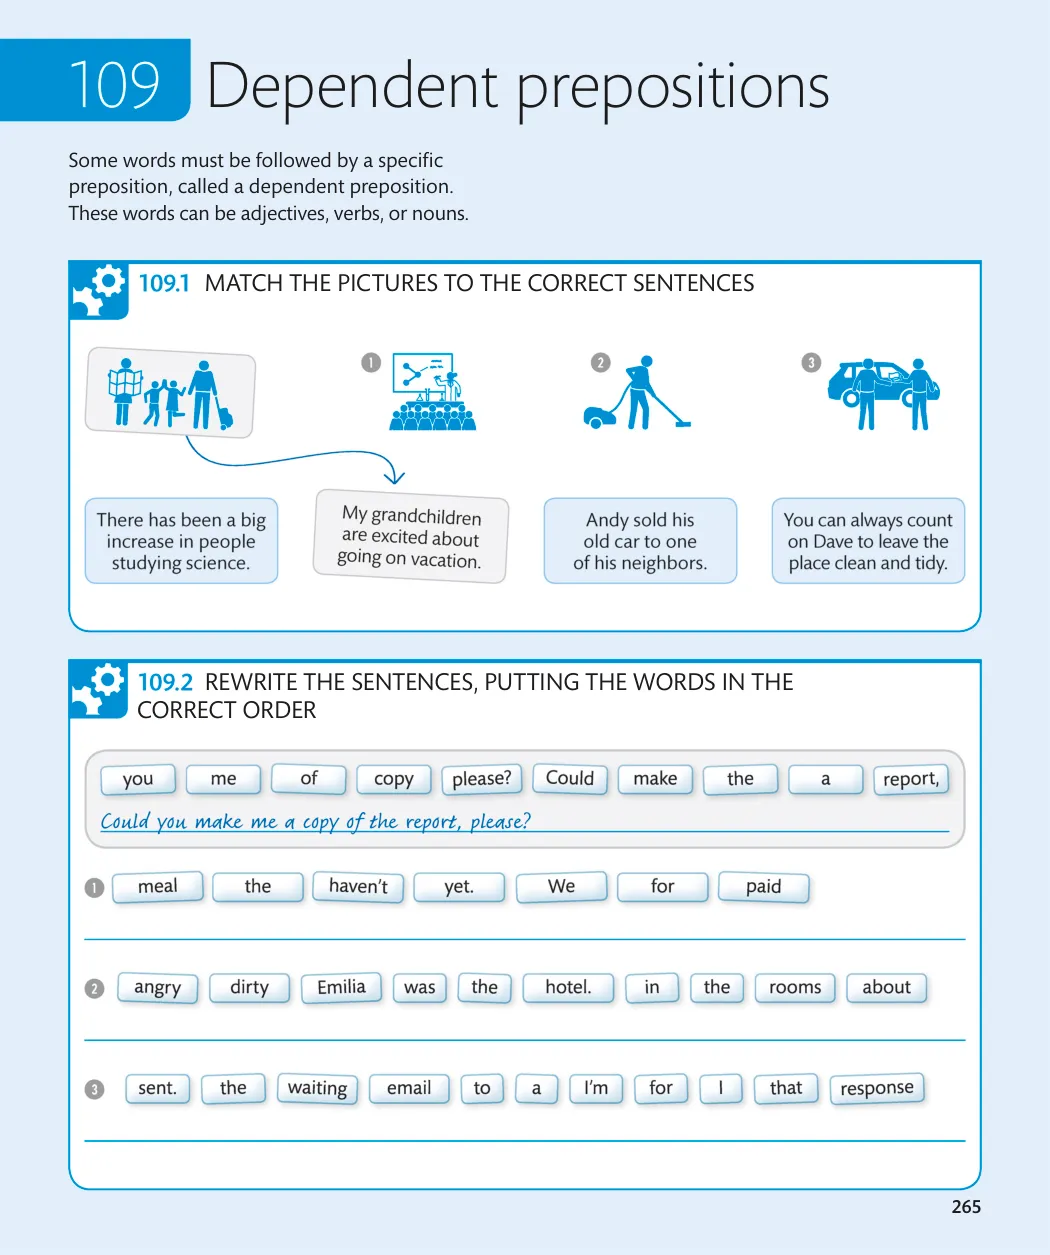 109 Dependent prepositions
Some words must be followed by a specific
preposition, called a dependent preposition.
These words can be adjectives, verbs, or nouns.
109.1 MATCH THE PICTURES TO THE CORRECT SENTENCES
1
2
3
There has been a big
increase in people
studying science.
My grandchildren
are excited about
going on vacation.
Andy sold his
old car to one
of his neighbors.
You can always count
on Dave to leave the
place clean and tidy.
109.2 REWRITE THE SENTENCES, PUTTING THE WORDS IN THE
CORRECT ORDER
you me of copy please? Could make the a report,
Could you make me a copy of the report, please?
1 meal the haven't yet. We for paid
2 angry dirty Emilia was the hotel. in the rooms about
3 sent. the waiting email to a I'm for I that response
265